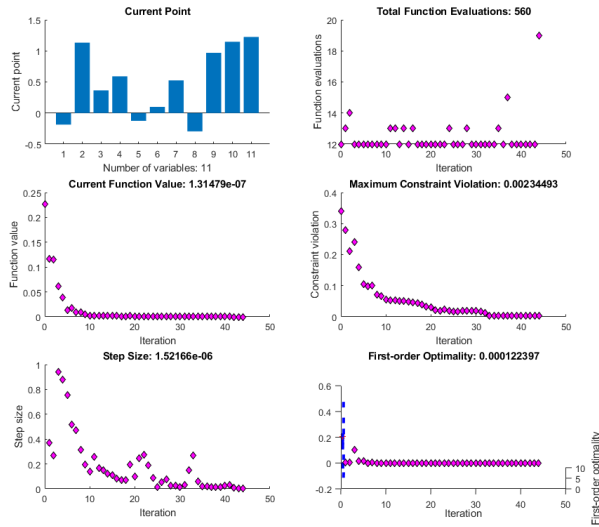 Current Point
Current point
1.5
1
0.5
0
-0.5
1 2 3 4 5 6 7 8 9 10 11
Number of variables: 11
Total Function Evaluations: 560
Function evaluations
20
18
16
14
12
0 10 20 30 40 50
Iteration
Current Function Value: 1.31479e-07
Function value
0.25
0.2
0.15
0.1
0.05
0
0 10 20 30 40 50
Iteration
Maximum Constraint Violation: 0.00234493
Constraint violation
0.4
0.3
0.2
0.1
0
0 10 20 30 40 50
Iteration
Step Size: 1.52166e-06
Step size
1
0.8
0.6
0.4
0.2
0
0 10 20 30 40 50
Iteration
First-order Optimality: 0.000122397
0.6
0.4
0.2
0
-0.2
0 10 20 30 40 50
Iteration
10
5
0
First-order optimality